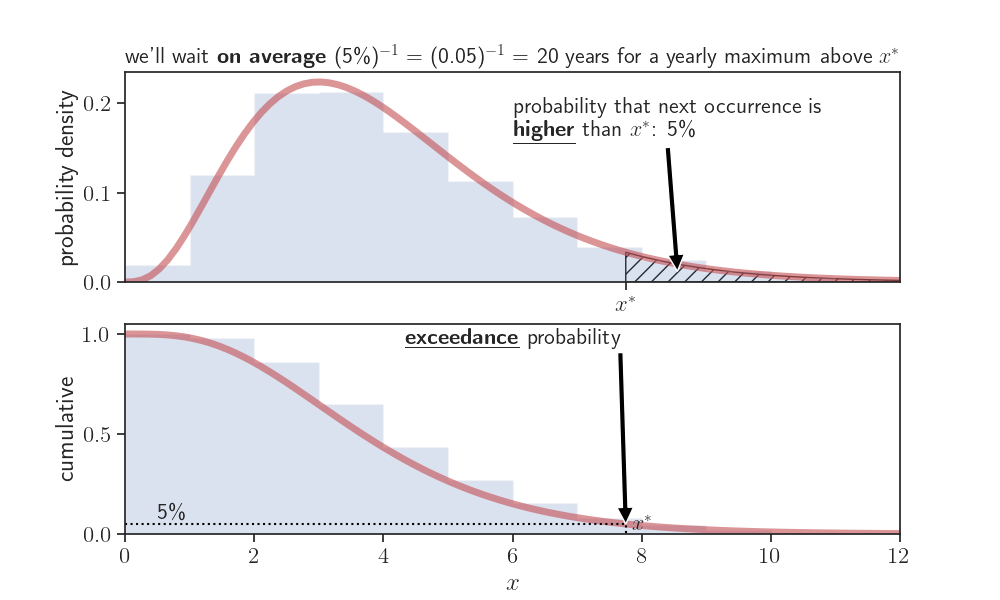 we'll wait on average (5%)⁻¹ = (0.05)⁻¹ = 20 years for a yearly maximum above x*
probability density
0.2
0.1
0.0
probability that next occurrence is
higher than x*: 5%
x*
cumulative
1.0
0.5
0.0
exceedance probability
5%
x*
0 2 4 6 8 10 12
x